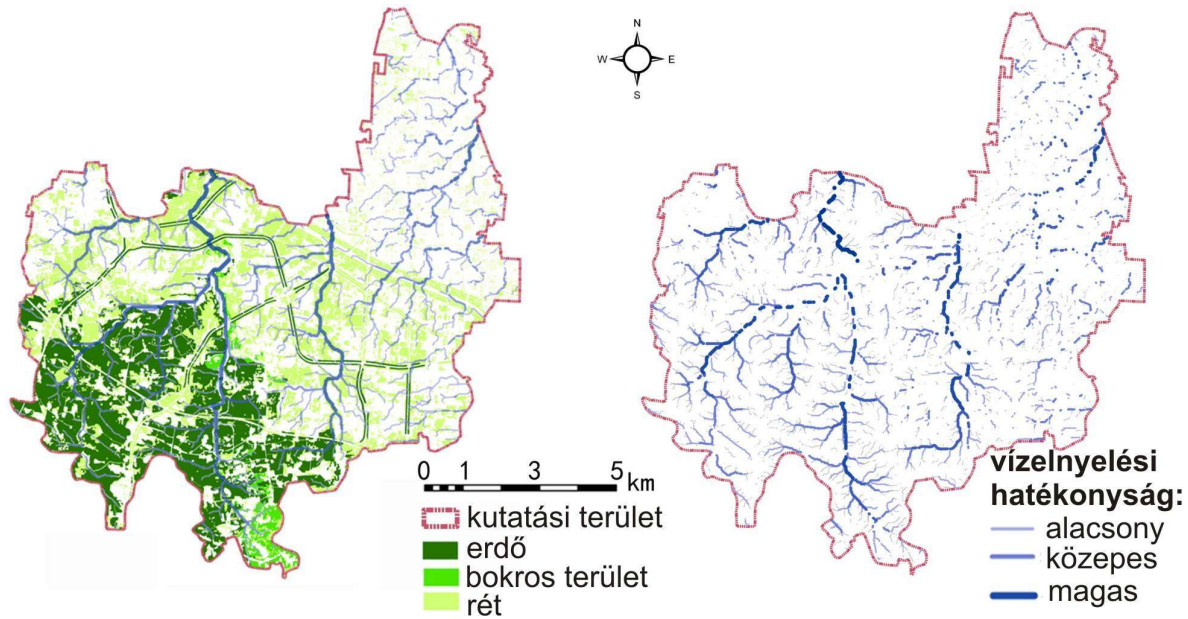 N
W E
S
0 1 3 5
km
kutatási terület
erdő
bokros terület
rét
vízelnyelési
hatékonyság:
alacsony
közepes
magas